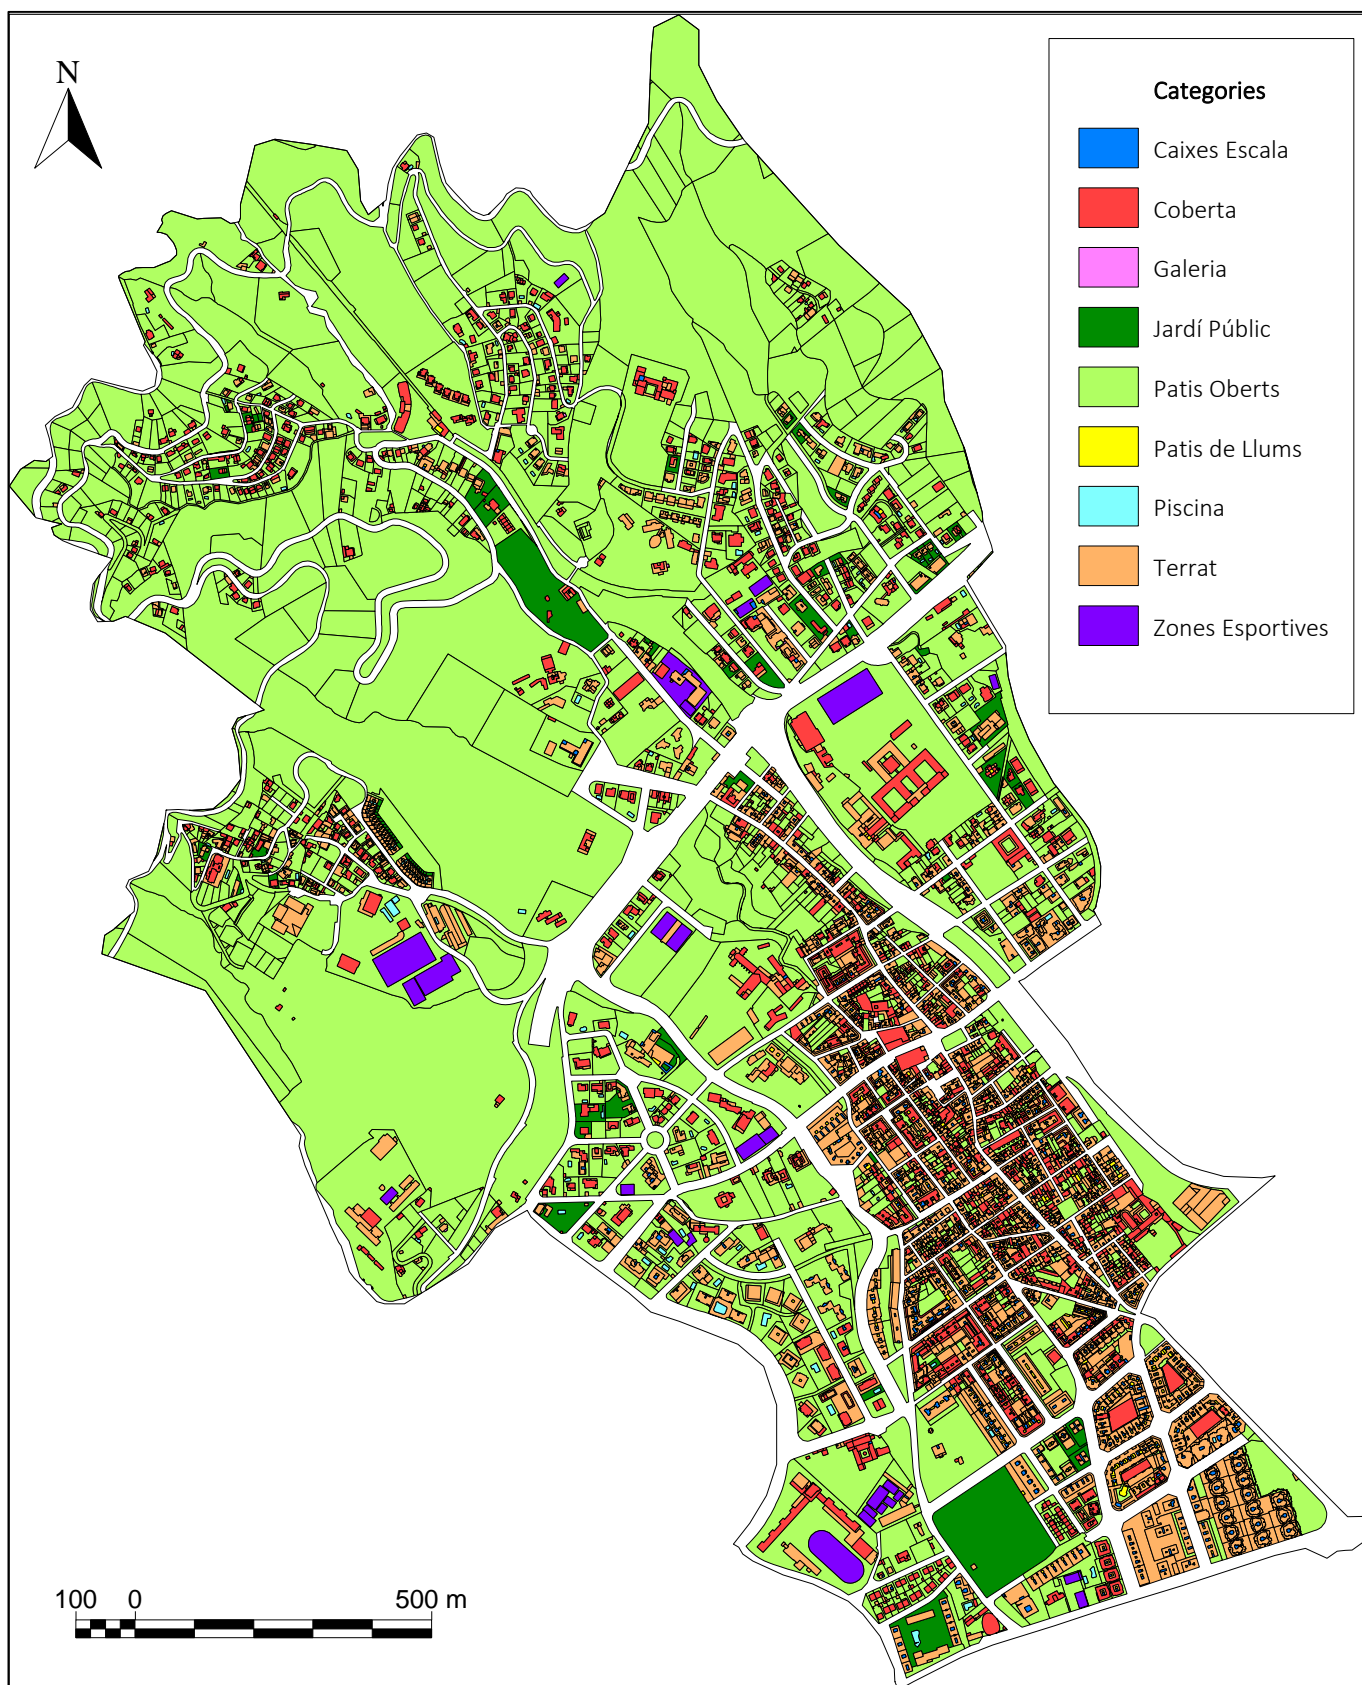 N
Categories
Caixes Escala
Coberta
Galeria
Jardí Públic
Patis Oberts
Patis de Llums
Piscina
Terrat
Zones Esportives
100 0 500 m